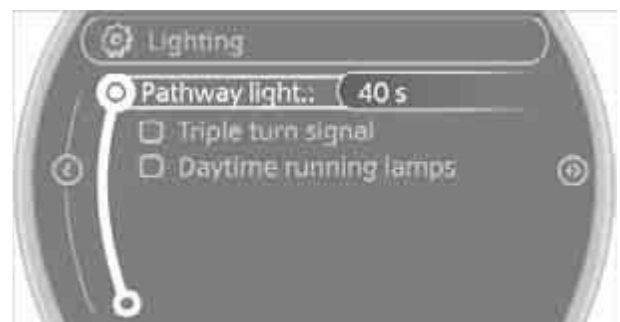 Lighting
Pathway light.: 40 s
Triple turn signal
Daytime running lamps